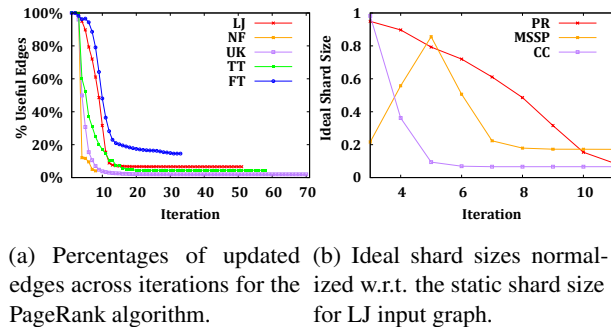 100%
80%
60%
40%
20%
0%
% Useful Edges
LJ
NF
UK
TT
FT
10 20 30 40 50 60 70
Iteration
1
0.8
0.6
0.4
0.2
0
Ideal Shard Size
PR
MSSP
CC
4 6 8 10
Iteration
(a) Percentages of updated
edges across iterations for the
PageRank algorithm.
(b) Ideal shard sizes normal-
ized w.r.t. the static shard size
for LJ input graph.